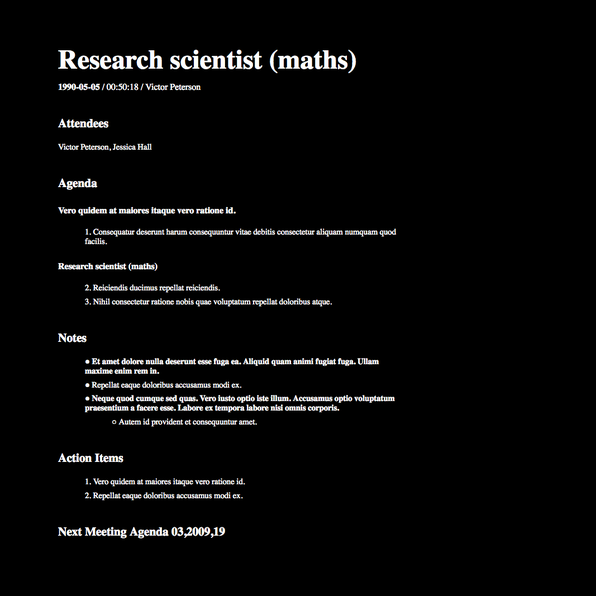 Research scientist (maths)
1990-05-05 / 00:50:18 / Victor Peterson
Attendees
Victor Peterson, Jessica Hall
Agenda
Vero quidem at maiores itaque vero ratione id.
1. Consequatur deserunt harum consequuntur vitae debitis consectetur aliquam numquam quod
facilis.
Research scientist (maths)
2. Reiciendis ducimus repellat reiciendis.
3. Nihil consectetur ratione nobis quae voluptatum repellat doloribus atque.
Notes
● Et amet dolore nulla deserunt esse fuga ea. Aliquid quam animi fugiat fuga. Ullam
maxime enim rem in.
● Repellat eaque doloribus accusamus modi ex.
● Neque quod cumque sed quas. Vero iusto optio iste illum. Accusamus optio voluptatum
praesentium a facere esse. Labore ex tempora labore nisi omnis corporis.
○ Autem id provident et consequuntur amet.
Action Items
1. Vero quidem at maiores itaque vero ratione id.
2. Repellat eaque doloribus accusamus modi ex.
Next Meeting Agenda 03,2009,19